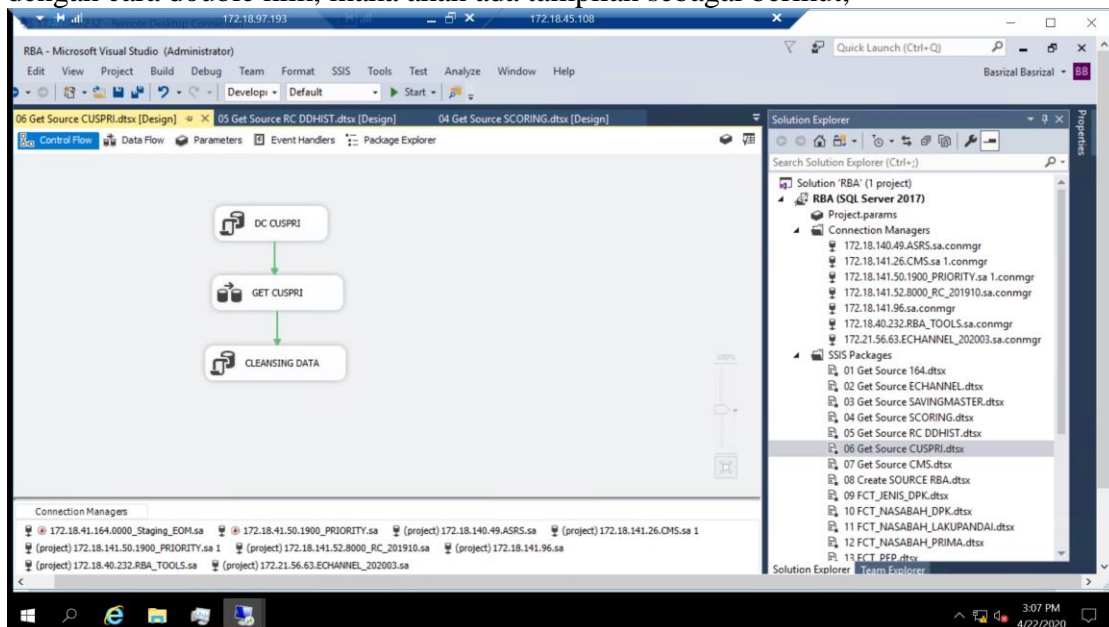 dengan cara double klik, maka akan ada tampilan sebagai berikut;
172.18.97.193
172.18.45.108
RBA - Microsoft Visual Studio (Administrator)
Quick Launch (Ctrl+Q)
Edit View Project Build Debug Team Format SSIS Tools Test Analyze Window Help
Basrizal Basrizal BB
Develop Default Start
06 Get Source CUSPRI.dtsx [Design] 05 Get Source RC DDHIST.dtsx [Design] 04 Get Source SCORING.dtsx [Design]
Control Flow Data Flow Parameters Event Handlers Package Explorer
DC CUSPRI
GET CUSPRI
CLEANSING DATA
100%
Connection Managers
172.18.41.164.0000_Staging_EOM.sa 172.18.41.50.1900_PRIORITY.sa (project) 172.18.140.49.ASRS.sa (project) 172.18.141.26.CMS.sa 1
(project) 172.18.141.50.1900_PRIORITY.sa 1 (project) 172.18.141.52.8000_RC_201910.sa (project) 172.18.141.96.sa
(project) 172.18.40.232.RBA_TOOLS.sa (project) 172.21.56.63.ECHANNEL_202003.sa
Solution Explorer
Search Solution Explorer (Ctrl+;)
Solution 'RBA' (1 project)
RBA (SQL Server 2017)
Project.params
Connection Managers
172.18.140.49.ASRS.sa.conmgr
172.18.141.26.CMS.sa 1.conmgr
172.18.141.50.1900_PRIORITY.sa 1.conmgr
172.18.141.52.8000_RC_201910.sa.conmgr
172.18.141.96.sa.conmgr
172.18.40.232.RBA_TOOLS.sa.conmgr
172.21.56.63.ECHANNEL_202003.sa.conmgr
SSIS Packages
01 Get Source 164.dtsx
02 Get Source ECHANNEL.dtsx
03 Get Source SAVINGMASTER.dtsx
04 Get Source SCORING.dtsx
05 Get Source RC DDHIST.dtsx
06 Get Source CUSPRI.dtsx
07 Get Source CMS.dtsx
08 Create SOURCE RBA.dtsx
09 FCT_JENIS_DPK.dtsx
10 FCT_NASABAH_DPK.dtsx
11 FCT_NASABAH_LAKUPANDAI.dtsx
12 FCT_NASABAH_PRIMA.dtsx
13 FCT_PEP.dtsx
Solution Explorer Team Explorer
Properties
3:07 PM
4/22/2020